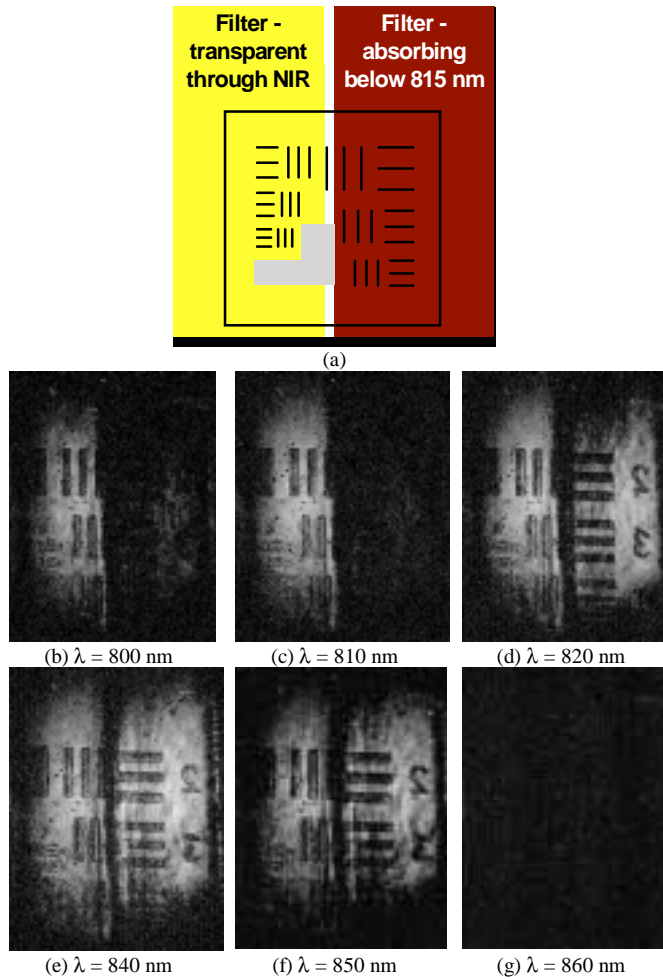 Filter -
transparent
through NIR
Filter -
absorbing
below 815 nm
(a)
(b) λ = 800 nm
(c) λ = 810 nm
(d) λ = 820 nm
(e) λ = 840 nm
(f) λ = 850 nm
(g) λ = 860 nm